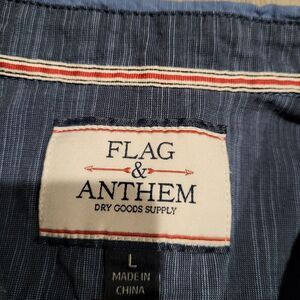 FLAG
&
ANTHEM
DRY GOODS SUPPLY
L
MADE IN
CHINA